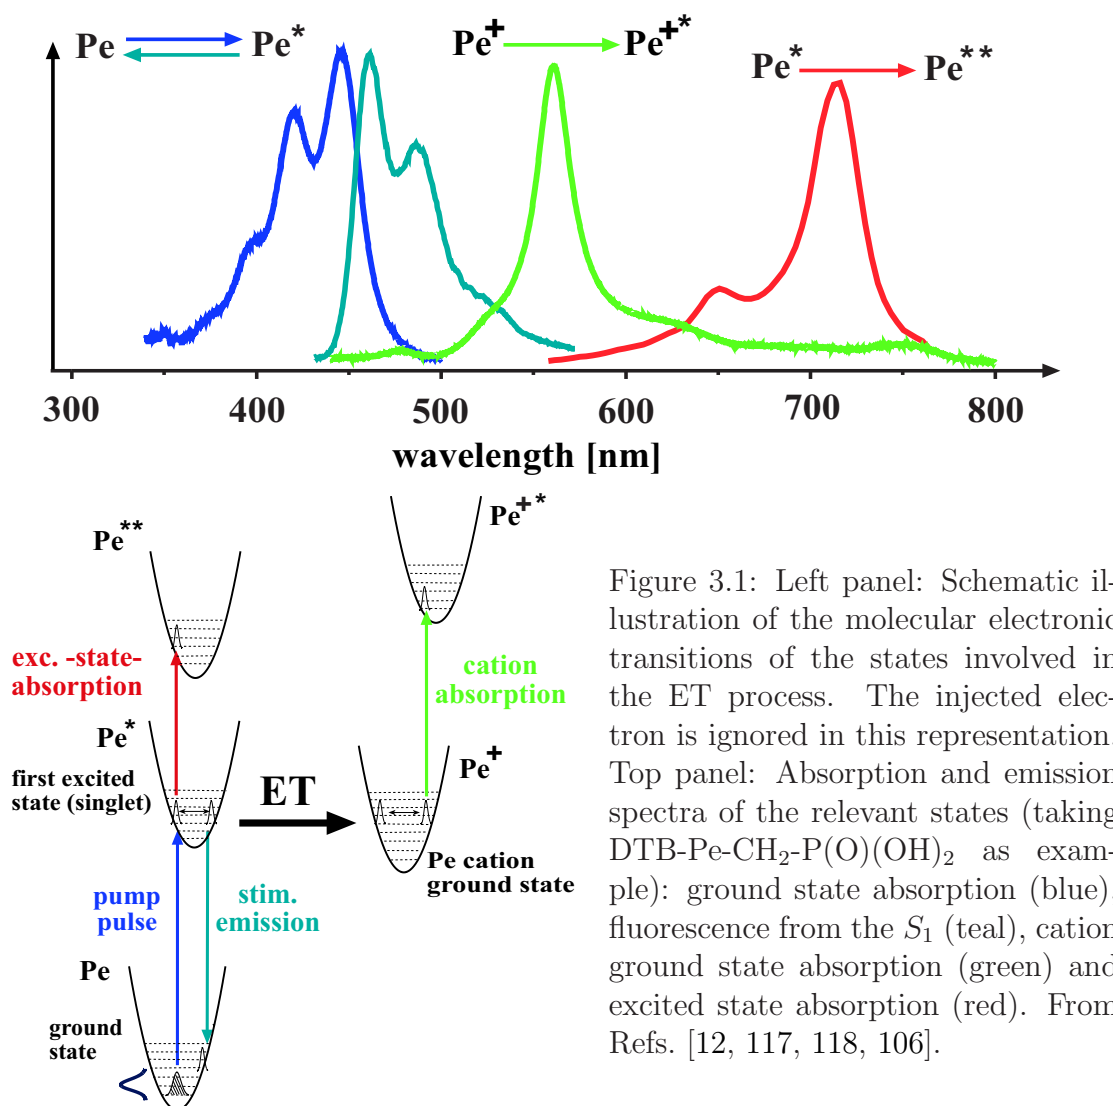 Pe Pe* Pe+ Pe+* Pe* Pe**
300 400 500 600 700 800
wavelength [nm]
Pe**
Pe+*
exc. -state-
absorption
cation
absorption
Pe*
first excited
state (singlet)
ET
Pe+
Pe cation
ground state
pump
pulse
stim.
emission
Pe
ground
state
Figure 3.1: Left panel: Schematic il-
lustration of the molecular electronic
transitions of the states involved in
the ET process. The injected elec-
tron is ignored in this representation.
Top panel: Absorption and emission
spectra of the relevant states (taking
DTB-Pe-CH₂-P(O)(OH)₂ as exam-
ple): ground state absorption (blue),
fluorescence from the S₁ (teal), cation
ground state absorption (green) and
excited state absorption (red). From
Refs. [12, 117, 118, 106].